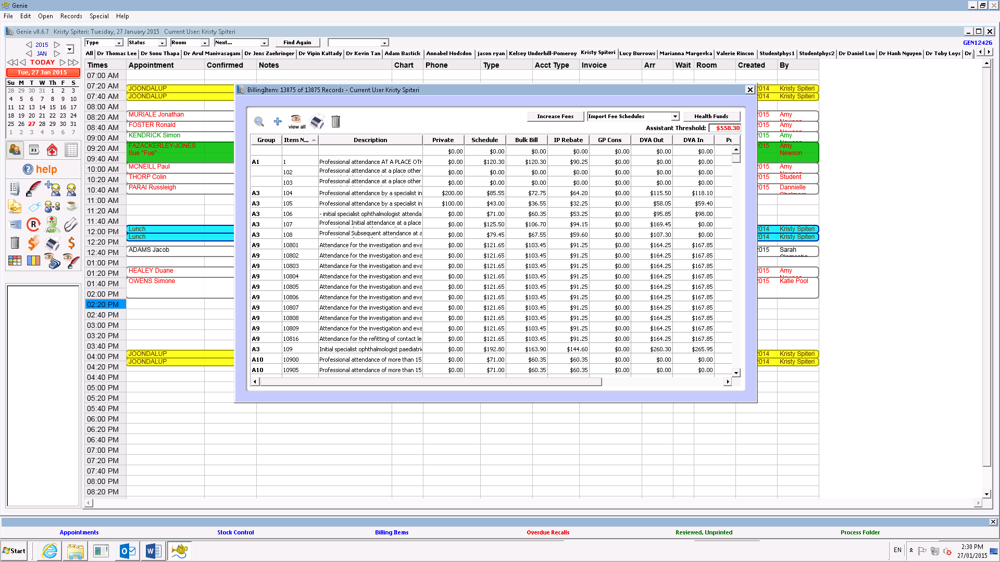 Genie
File Edit Open Records Special Help
Genie v8.6.7 Kristy Spiteri: Tuesday, 27 January 2015 Current User: Kristy Spiteri
2015
JAN
TODAY
Tue, 27 Jan 2015
Su M T W Th F S
28 29 30 31 1 2 3
4 5 6 7 8 9 10
11 12 13 14 15 16 17
18 19 20 21 22 23 24
25 26 27 28 29 30 31
1 2 3 4 5 6 7
31
help
R
Type Status Room Next... Find Again GEN12426
All Dr Thomas Lee Dr Sonu Thapa Dr Arul Manivasagam Dr Jens Zaehringer Dr Vipin Kattady Dr Kevin Tan Adam Bastick Annabel Hodsdon jason ryan Kelsey Underhill-Pomeroy Kristy Spiteri Lucy Burrows Marianna Margevka Valerie Rincon Studentphys1 Studentphys2 Dr Daniel Luo Dr Hanh Nguyen Dr Toby Leys Dr
Times Appointment Confirmed Notes Chart Phone Type Acct Type Invoice Arr Wait Room Created By
07:00 AM
07:20 AM JOONDALUP 2014 Kristy Spiteri
07:40 AM JOONDALUP 2014 Kristy Spiteri
08:00 AM
08:20 AM MURIALE Jonathan 2015 Amy
08:40 AM FOSTER Ronald 2015 Amy
09:00 AM KENDRICK Simon 2015 Amy
09:20 AM FAZACKERLEY-JONES 2015 Amy
Sue "Fue" Newson
09:40 AM
10:00 AM MCNEILL Paul 2015 Amy
10:20 AM THORP Colin 2015 Student
10:40 AM PARAI Russleigh 2015 Dannielle
11:00 AM
11:20 AM
11:40 AM
12:00 PM Lunch 2014 Kristy Spiteri
12:20 PM Lunch 2014 Kristy Spiteri
12:40 PM ADAMS Jacob 2015 Sarah
01:00 PM
01:20 PM HEALEY Duane 2015 Amy
01:40 PM OWENS Simone 2015 Katie Pool
02:00 PM
02:20 PM
02:40 PM
03:00 PM
03:20 PM
03:40 PM
04:00 PM JOONDALUP 2014 Kristy Spiteri
04:20 PM JOONDALUP 2014 Kristy Spiteri
04:40 PM
05:00 PM
05:20 PM
05:40 PM
06:00 PM
06:20 PM
06:40 PM
07:00 PM
07:20 PM
07:40 PM
08:00 PM
08:20 PM
BillingItem: 13875 of 13875 Records - Current User Kristy Spiteri
view all
Increase Fees Import Fee Schedules Health Funds
Assistant Threshold: $558.30
Group Item N... Description Private Schedule Bulk Bill IP Rebate GP Cons DVA Out DVA In Pu
$0.00 $0.00 $0.00 $0.00 $0.00 $0.00 $0.00
A1 1 Professional attendance AT A PLACE OTH $0.00 $120.30 $120.30 $90.25 $0.00 $0.00 $0.00
102 Professional attendance at a place other $0.00 $0.00 $0.00 $0.00 $0.00 $0.00 $0.00
103 Professional attendance at a place other $0.00 $0.00 $0.00 $0.00 $0.00 $0.00 $0.00
A3 104 Professional attendance by a specialist in $200.00 $85.55 $72.75 $64.20 $0.00 $115.50 $118.10
A3 105 Professional attendance by a specialist in $100.00 $43.00 $36.55 $32.25 $0.00 $58.05 $59.40
A3 106 - initial specialist ophthalmologist attenda $0.00 $71.00 $60.35 $53.25 $0.00 $95.85 $98.00
A3 107 Professional Initial attendance at a place $0.00 $125.50 $106.70 $94.15 $0.00 $169.45 $0.00
A3 108 Professional Subsequent attendance at a $0.00 $79.45 $67.55 $59.60 $0.00 $107.30 $0.00
A9 10801 Attendance for the investigation and eva $0.00 $121.65 $103.45 $91.25 $0.00 $164.25 $167.85
A9 10802 Attendance for the investigation and eva $0.00 $121.65 $103.45 $91.25 $0.00 $164.25 $167.85
A9 10803 Attendance for the investigation and eva $0.00 $121.65 $103.45 $91.25 $0.00 $164.25 $167.85
A9 10804 Attendance for the investigation and eva $0.00 $121.65 $103.45 $91.25 $0.00 $164.25 $167.85
A9 10805 Attendance for the investigation and eva $0.00 $121.65 $103.45 $91.25 $0.00 $164.25 $167.85
A9 10806 Attendance for the investigation and eva $0.00 $121.65 $103.45 $91.25 $0.00 $164.25 $167.85
A9 10807 Attendance for the investigation and eva $0.00 $121.65 $103.45 $91.25 $0.00 $164.25 $167.85
A9 10808 Attendance for the investigation and eva $0.00 $121.65 $103.45 $91.25 $0.00 $164.25 $167.85
A9 10809 Attendance for the investigation and eva $0.00 $121.65 $103.45 $91.25 $0.00 $164.25 $167.85
A9 10816 Attendance for the refitting of contact le $0.00 $121.65 $103.45 $91.25 $0.00 $164.25 $167.85
A3 109 Initial specialist ophthalmologist paediatri $0.00 $192.80 $163.90 $144.60 $0.00 $260.30 $265.95
A10 10900 Professional attendance of more than 15 $0.00 $71.00 $60.35 $60.35 $0.00 $0.00 $0.00
A10 10905 Professional attendance of more than 15 $0.00 $71.00 $60.35 $60.35 $0.00 $0.00 $0.00
Appointments Stock Control Billing Items Overdue Recalls Reviewed, Unprinted Process Folder
Start EN 2:30 PM
27/01/2015